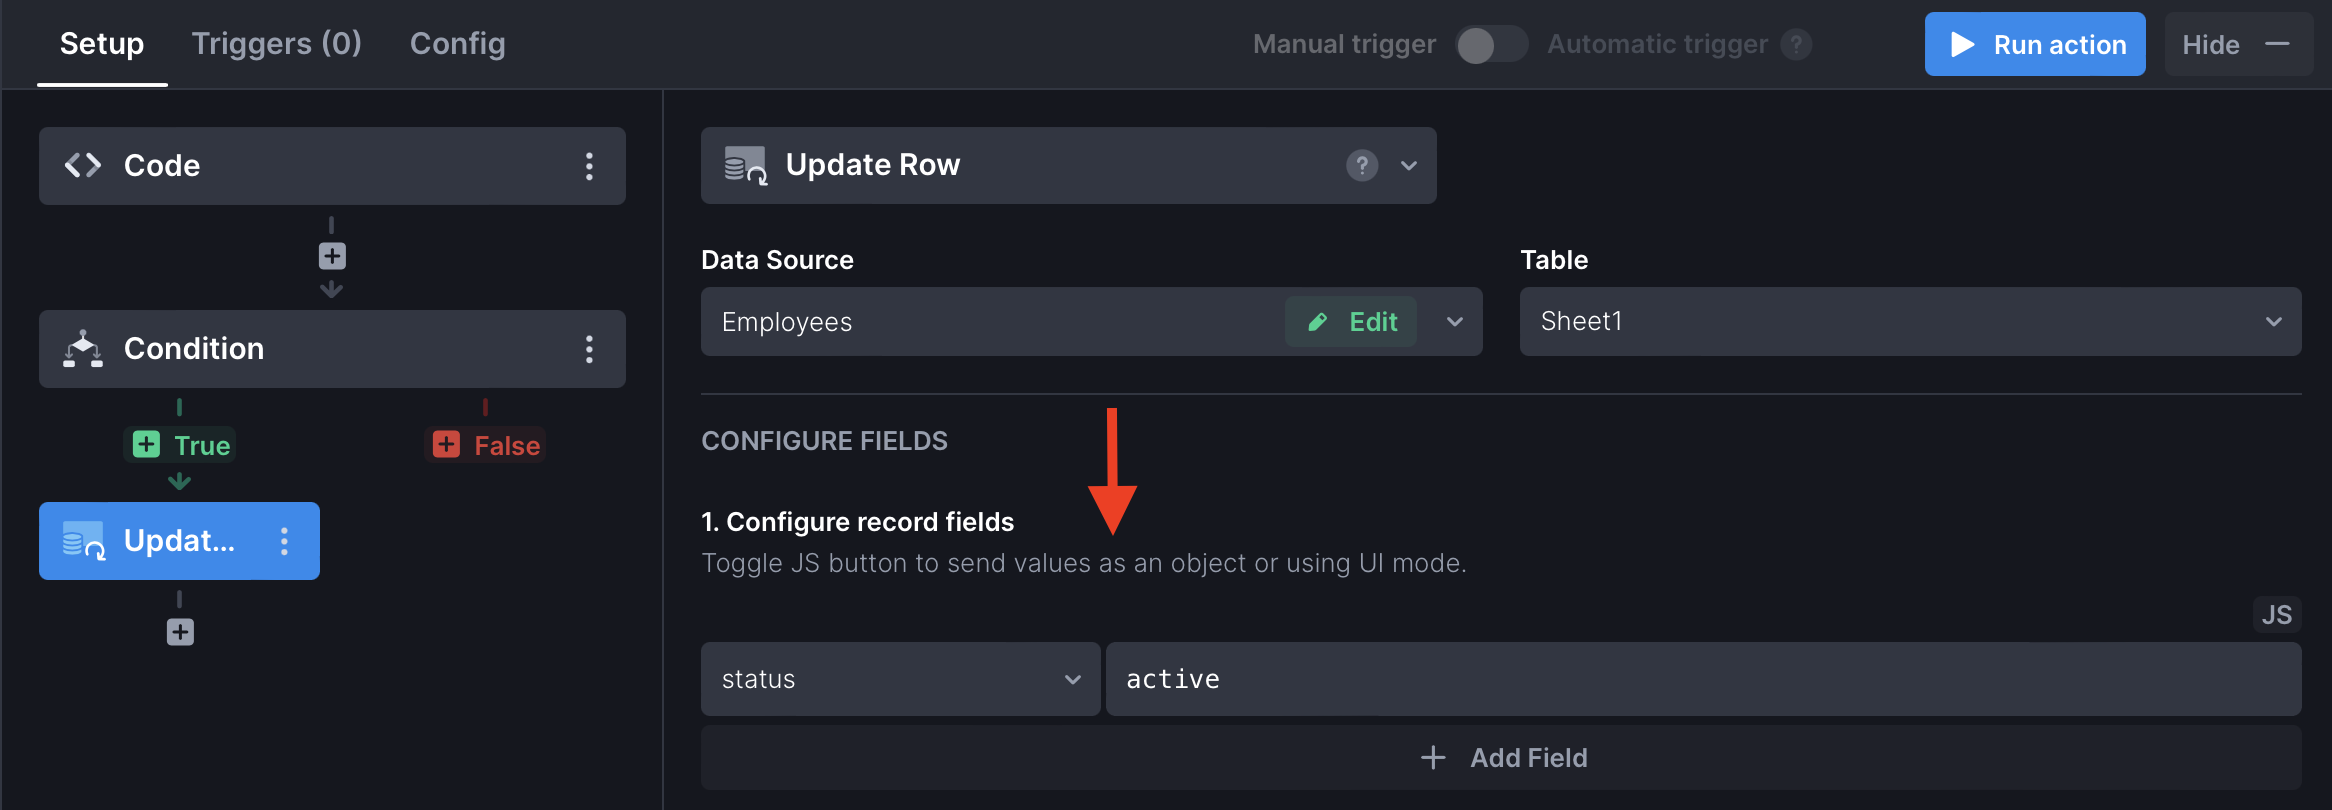 Setup Triggers (0) Config Manual trigger Automatic trigger ? Run action Hide
Code
Condition
True False
Updat...
Update Row ?
Data Source Table
Employees Edit Sheet1
CONFIGURE FIELDS
1. Configure record fields
Toggle JS button to send values as an object or using UI mode.
JS
status active
Add Field